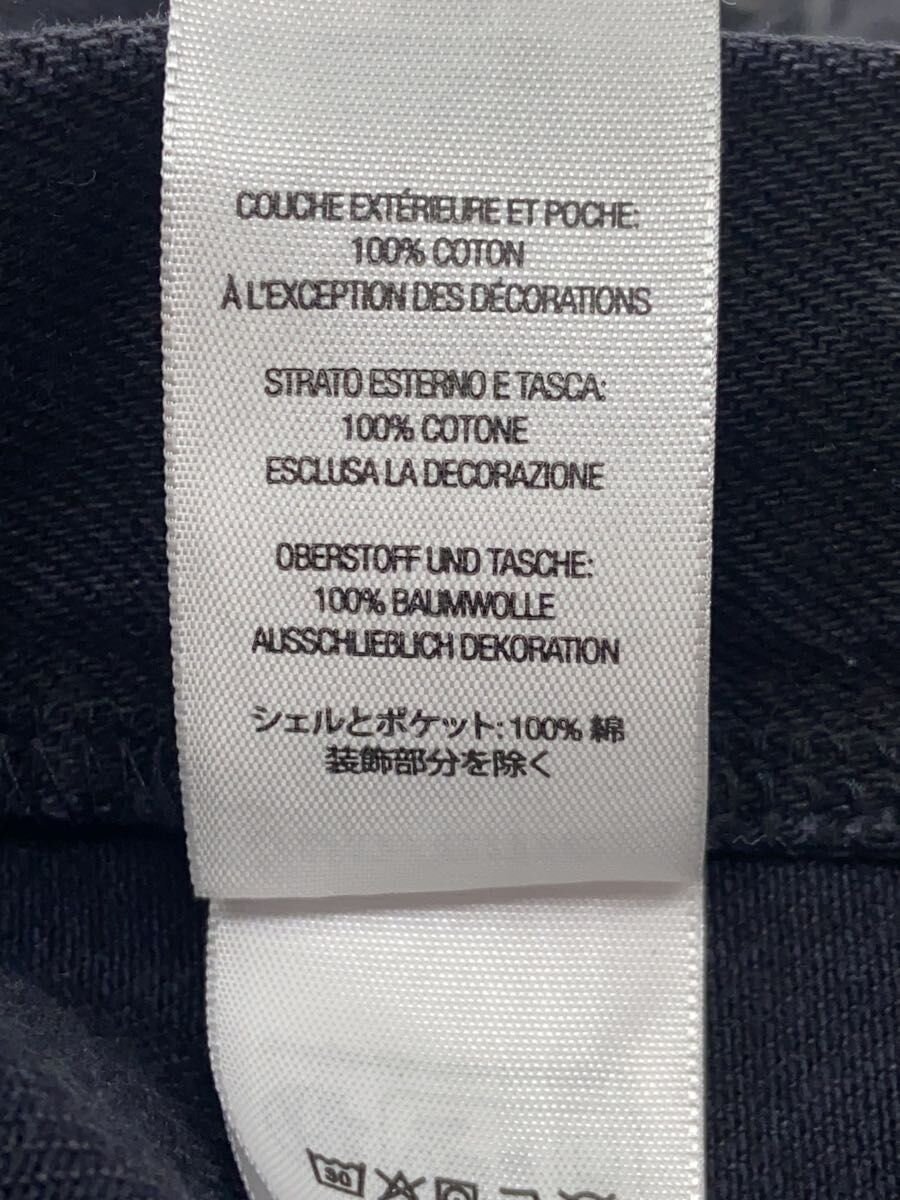 COUCHE EXTÉRIEURE ET POCHE:
100% COTON
À L'EXCEPTION DES DÉCORATIONS
STRATO ESTERNO E TASCA:
100% COTONE
ESCLUSA LA DECORAZIONE
OBERSTOFF UND TASCHE:
100% BAUMWOLLE
AUSSCHLIEBLICH DEKORATION
シェルとポケット: 100% 綿
装飾部分を除く
30